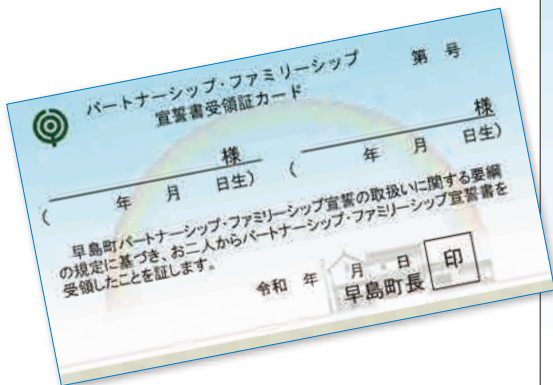 パートナーシップ・ファミリーシップ 第 号
宣誓書受領証カード
様 様
( 年 月 日生) ( 年 月 日生)
早島町パートナーシップ・ファミリーシップ宣誓の取扱いに関する要綱
の規定に基づき、お二人からパートナーシップ・ファミリーシップ宣誓書を
受領したことを証します。
令和 年 月 日
早島町長 印